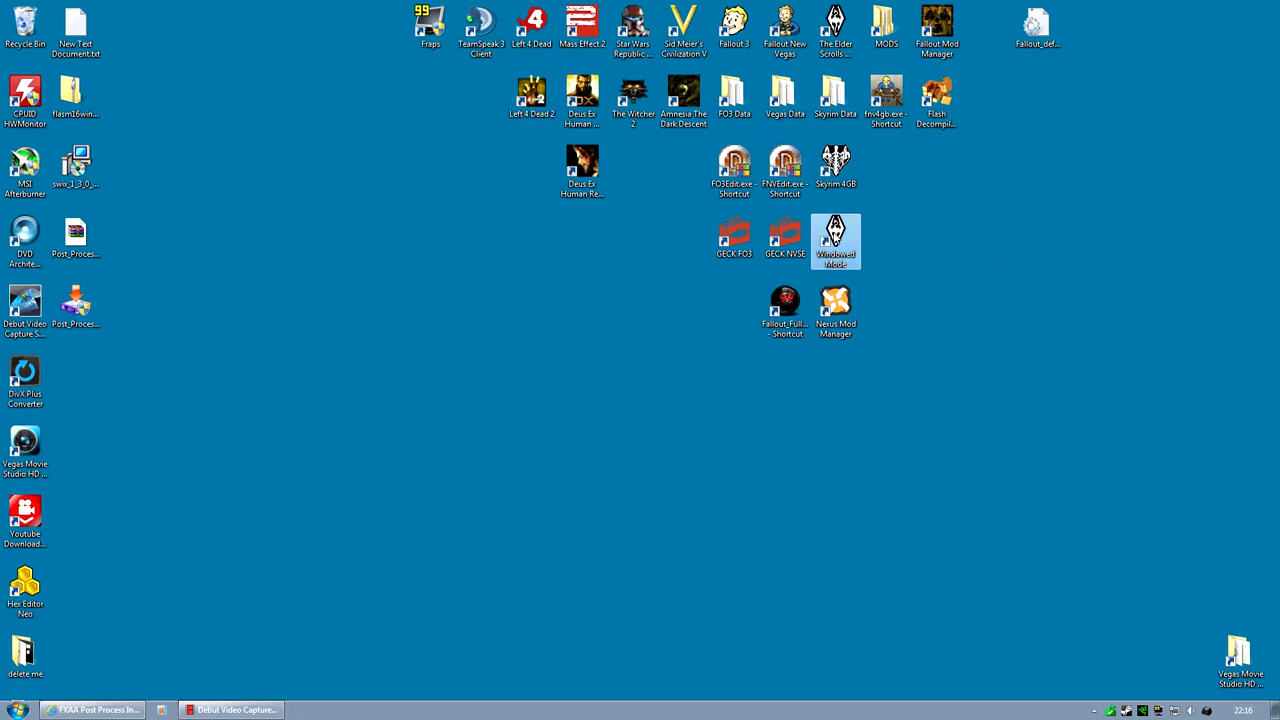 Recycle Bin
New Text
Document.txt
99
Fraps
TeamSpeak 3
Client
4
Left 4 Dead
2
Mass Effect 2
Star Wars
Republic ...
Sid Meier's
Civilization V
Fallout 3
Fallout New
Vegas
The Elder
Scrolls ...
MODS
Fallout Mod
Manager
Fallout_def...
CPUID
HWMonitor
flasm16win...
Left 4 Dead 2
DX
Deus Ex
Human ...
The Witcher
2
Amnesia The
Dark Descent
FO3 Data
Vegas Data
Skyrim Data
fnv4gb.exe -
Shortcut
Flash
Decompil...
MSI
Afterburner
swix_1_3_0_...
Deus Ex
Human Re...
FO3Edit.exe -
Shortcut
FNVEdit.exe -
Shortcut
Skyrim 4GB
DVD
Archite...
Post_Proces...
GECK FO3
GECK NVSE
Windowed
Mode
Debut Video
Capture S...
Post_Proces...
Fallout_Full...
- Shortcut
Nexus Mod
Manager
DivX Plus
Converter
Vegas Movie
Studio HD ...
Youtube
Download...
Hex Editor
Neo
delete me
Vegas Movie
Studio HD ...
FXAA Post Process In...
Debut Video Capture...
22:16